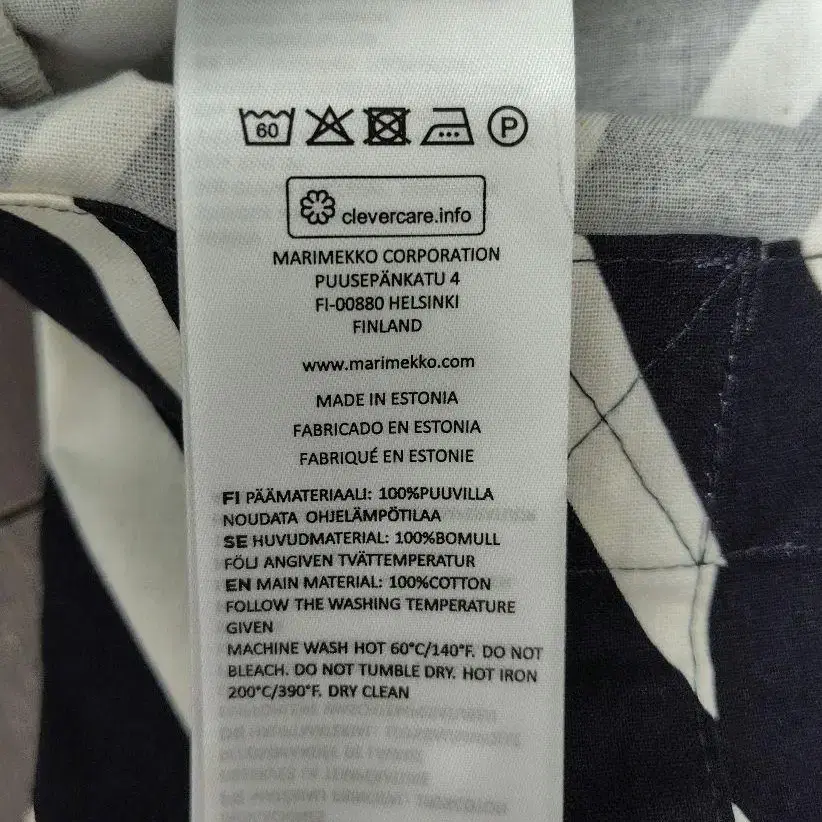 60 P
clevercare.info
MARIMEKKO CORPORATION
PUUSEPÄNKATU 4
FI-00880 HELSINKI
FINLAND
www.marimekko.com
MADE IN ESTONIA
FABRICADO EN ESTONIA
FABRIQUÉ EN ESTONIE
FI PÄÄMATERIAALI: 100%PUUVILLA
NOUDATA OHJELÄMPÖTILAA
SE HUVUDMATERIAL: 100%BOMULL
FÖLJ ANGIVEN TVÄTTEMPERATUR
EN MAIN MATERIAL: 100%COTTON
FOLLOW THE WASHING TEMPERATURE
GIVEN
MACHINE WASH HOT 60°C/140°F. DO NOT
BLEACH. DO NOT TUMBLE DRY. HOT IRON
200°C/390°F. DRY CLEAN